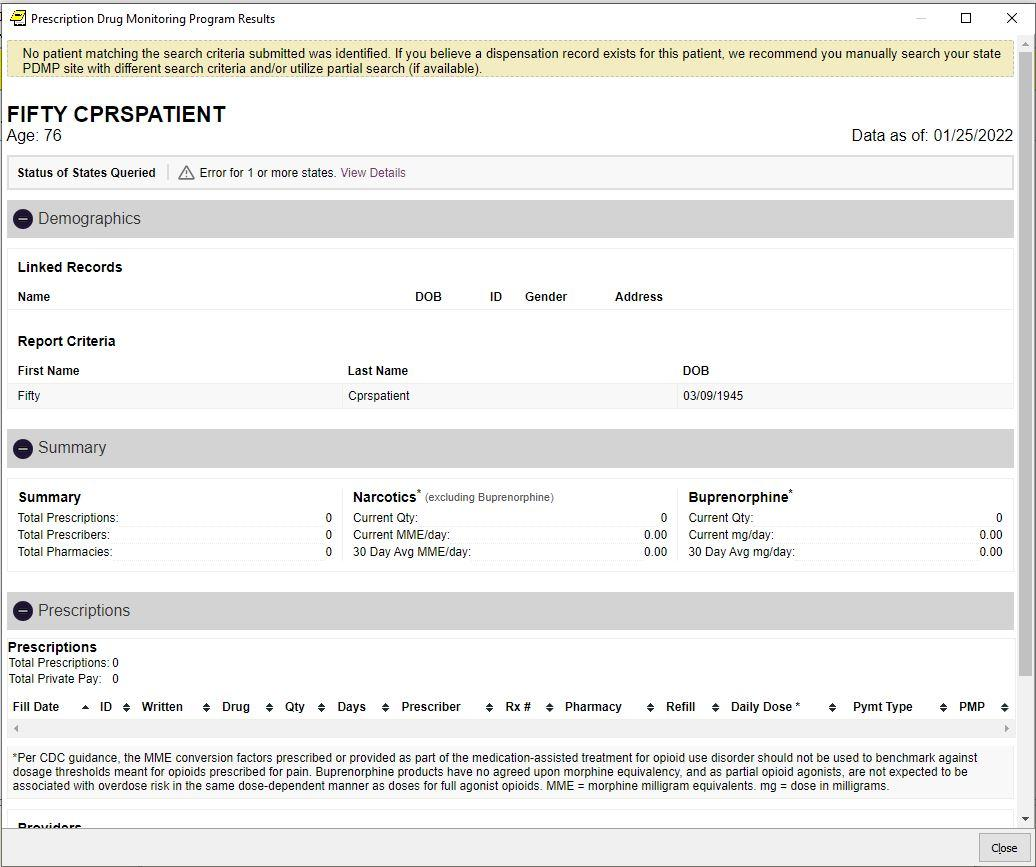 Prescription Drug Monitoring Program Results
No patient matching the search criteria submitted was identified. If you believe a dispensation record exists for this patient, we recommend you manually search your state
PDMP site with different search criteria and/or utilize partial search (if available).
FIFTY CPRSPATIENT
Age: 76
Data as of: 01/25/2022
Status of States Queried Error for 1 or more states. View Details
Demographics
Linked Records
Name DOB ID Gender Address
Report Criteria
First Name Last Name DOB
Fifty Cprspatient 03/09/1945
Summary
Summary Narcotics* (excluding Buprenorphine) Buprenorphine*
Total Prescriptions: 0 Current Qty: 0 Current Qty: 0
Total Prescribers: 0 Current MME/day: 0.00 Current mg/day: 0.00
Total Pharmacies: 0 30 Day Avg MME/day: 0.00 30 Day Avg mg/day: 0.00
Prescriptions
Prescriptions
Total Prescriptions: 0
Total Private Pay: 0
Fill Date ID Written Drug Qty Days Prescriber Rx # Pharmacy Refill Daily Dose * Pymt Type PMP
*Per CDC guidance, the MME conversion factors prescribed or provided as part of the medication-assisted treatment for opioid use disorder should not be used to benchmark against
dosage thresholds meant for opioids prescribed for pain. Buprenorphine products have no agreed upon morphine equivalency, and as partial opioid agonists, are not expected to be
associated with overdose risk in the same dose-dependent manner as doses for full agonist opioids. MME = morphine milligram equivalents. mg = dose in milligrams.
Providers
Close